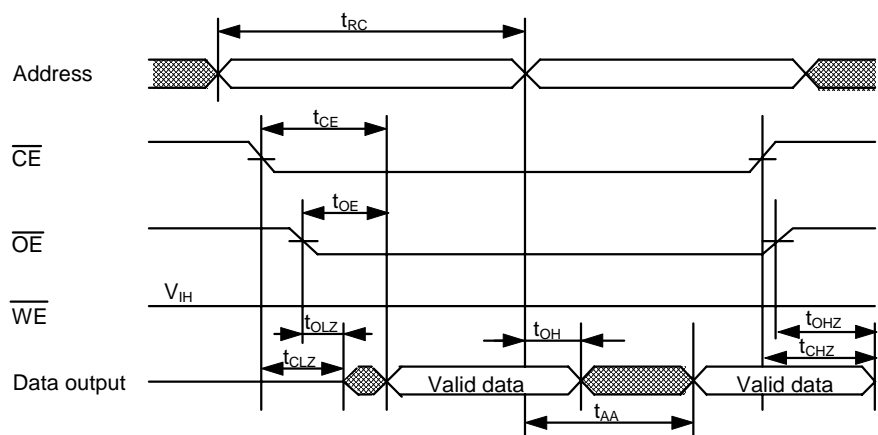 tRC
Address
tCE
CE
tOE
OE
VIH
WE
tOLZ
tOH
tOHZ
tCLZ
tCHZ
Data output
Valid data
Valid data
tAA